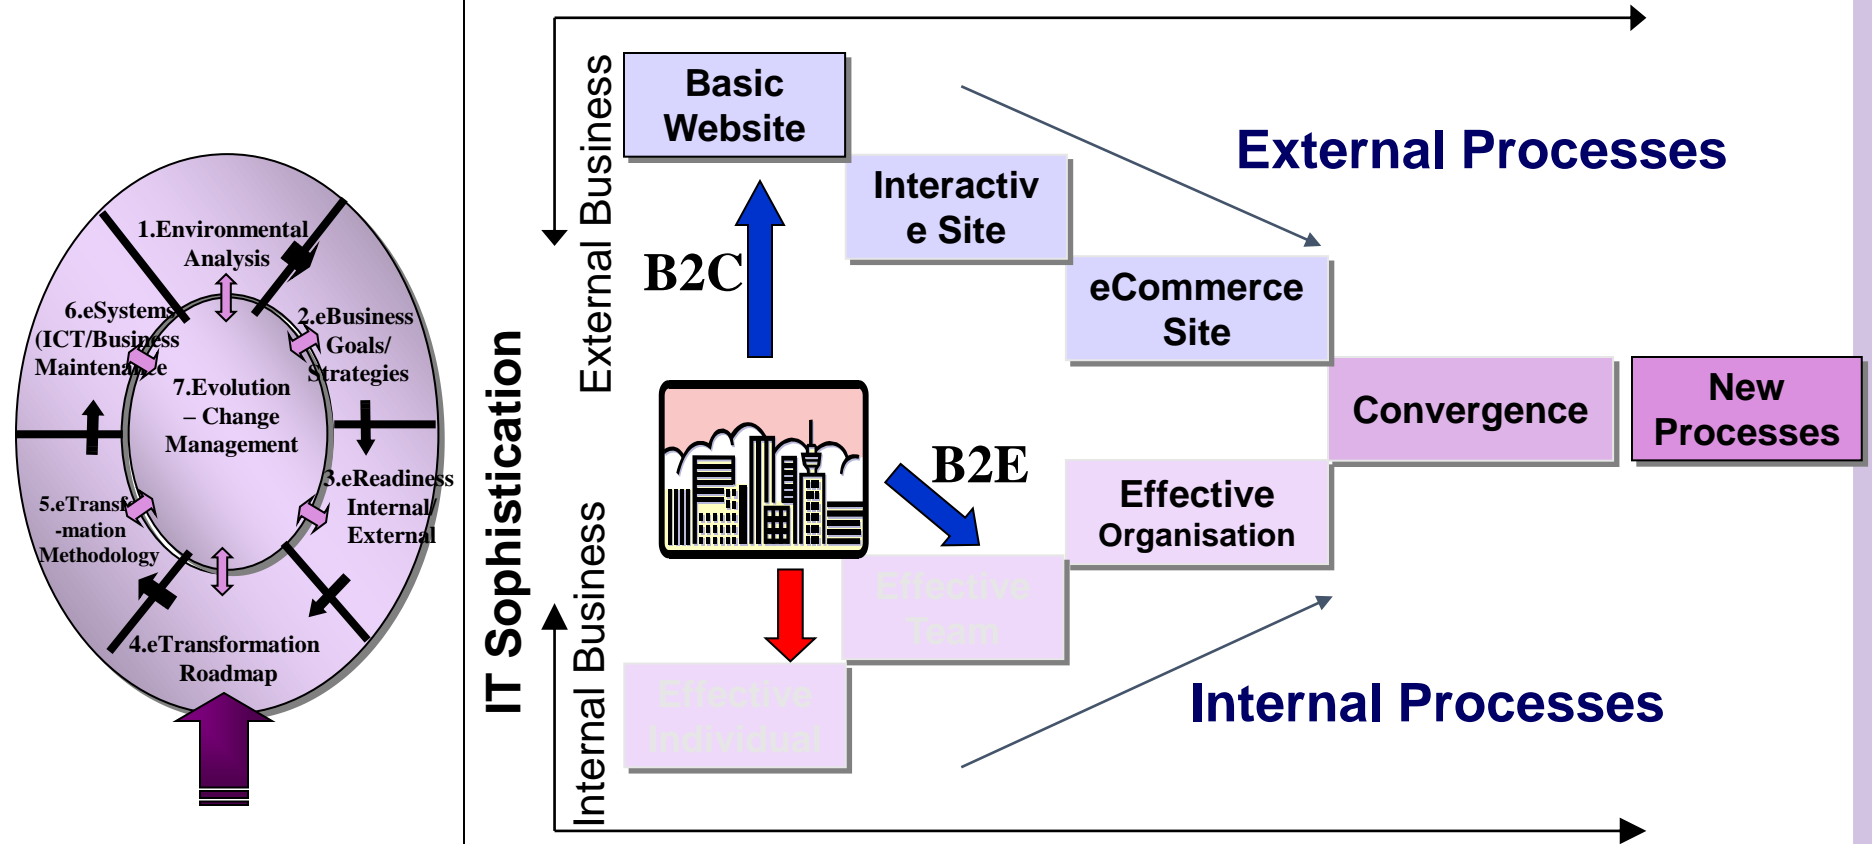 1.Environmental
Analysis
2.eBusiness
Goals/
Strategies
3.eReadiness
Internal/
External
4.eTransformation
Roadmap
5.eTransfor
-mation
Methodology
6.eSystems
(ICT/Business
Maintenance
7.Evolution
– Change
Management
IT Sophistication
External Business
Internal Business
Basic
Website
Interactiv
e Site
eCommerce
Site
Convergence
New
Processes
External Processes
B2C
B2E
Effective
Organisation
Effective
Team
Effective
Individual
Internal Processes